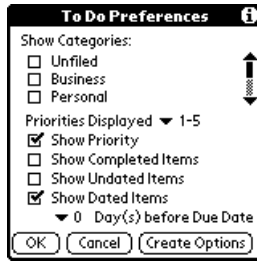 To Do Preferences
Show Categories:
Unfiled
Business
Personal
Priorities Displayed 1-5
Show Priority
Show Completed Items
Show Undated Items
Show Dated Items
0 Day(s) before Due Date
OK Cancel Create Options